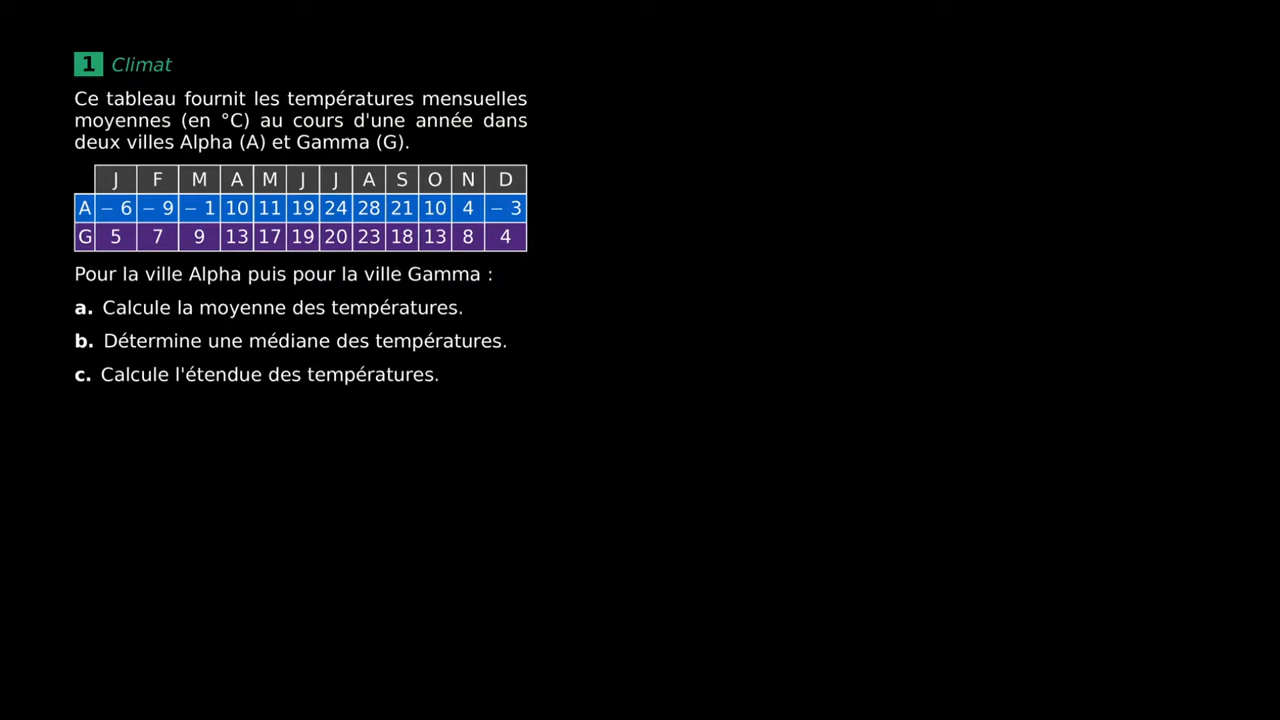 1 Climat
Ce tableau fournit les températures mensuelles
moyennes (en °C) au cours d'une année dans
deux villes Alpha (A) et Gamma (G).
J F M A M J J A S O N D
A − 6 − 9 − 1 10 11 19 24 28 21 10 4 − 3
G 5 7 9 13 17 19 20 23 18 13 8 4
Pour la ville Alpha puis pour la ville Gamma :
a. Calcule la moyenne des températures.
b. Détermine une médiane des températures.
c. Calcule l'étendue des températures.